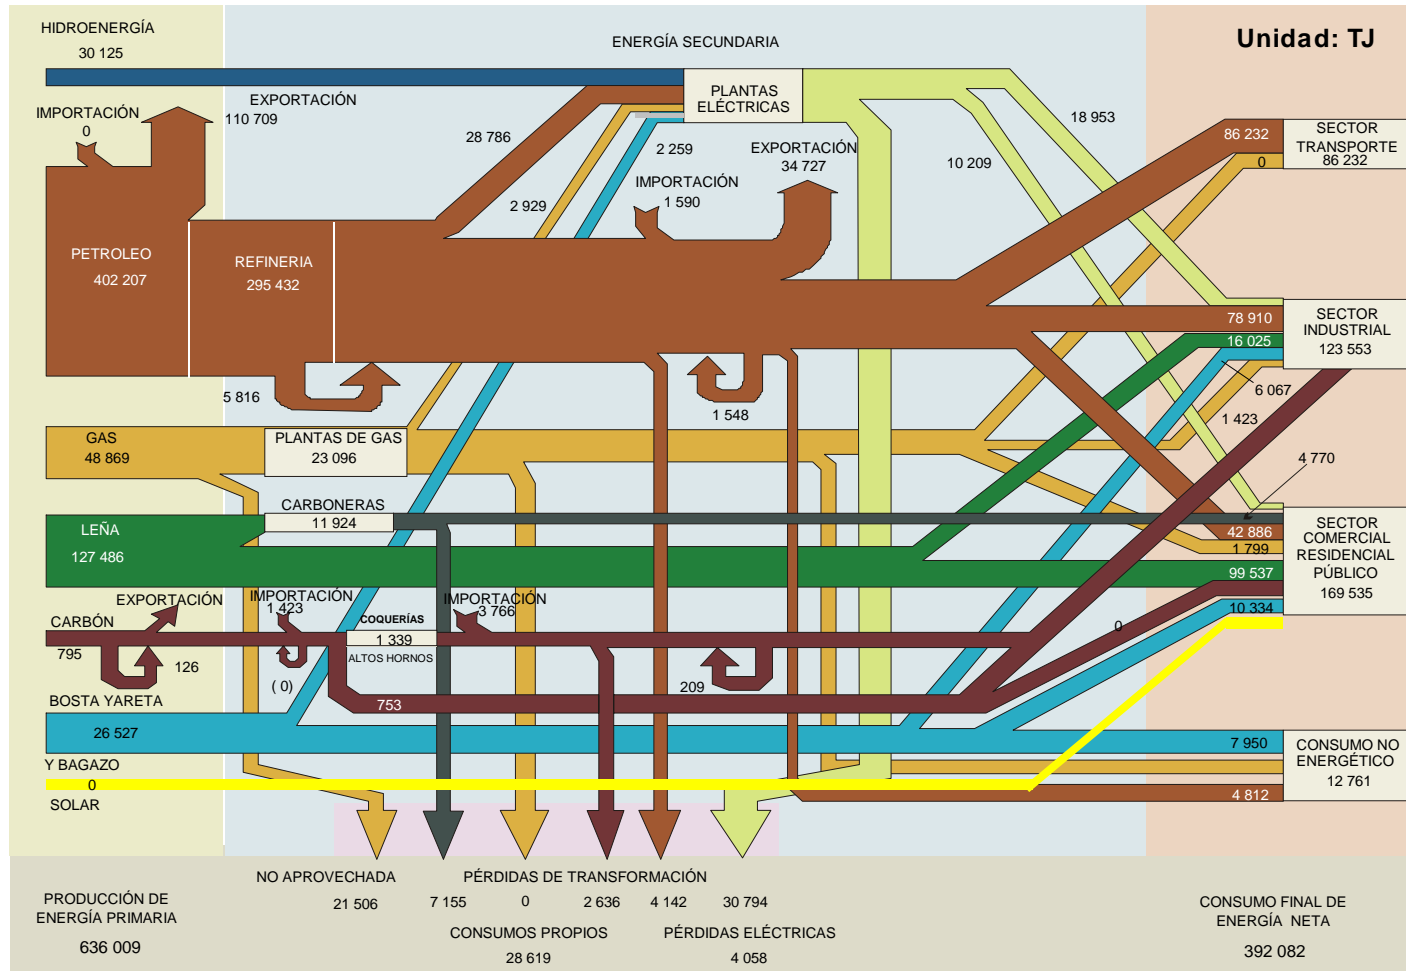 Unidad: TJ
HIDROENERGÍA
30 125
ENERGÍA SECUNDARIA
IMPORTACIÓN
0
EXPORTACIÓN
110 709
PLANTAS
ELÉCTRICAS
28 786
2 259
2 929
EXPORTACIÓN
34 727
IMPORTACIÓN
1 590
18 953
10 209
86 232
0
SECTOR
TRANSPORTE
86 232
PETROLEO
402 207
REFINERIA
295 432
5 816
1 548
78 910
16 025
6 067
1 423
SECTOR
INDUSTRIAL
123 553
GAS
48 869
PLANTAS DE GAS
23 096
4 770
CARBONERAS
11 924
LEÑA
127 486
42 886
1 799
99 537
10 334
0
SECTOR
COMERCIAL
RESIDENCIAL
PÚBLICO
169 535
EXPORTACIÓN
CARBÓN
795
126
IMPORTACIÓN
1 423
( 0)
COQUERÍAS
1 339
ALTOS HORNOS
IMPORTACIÓN
3 766
209
753
BOSTA YARETA
26 527
Y BAGAZO
0
SOLAR
7 950
4 812
CONSUMO NO
ENERGÉTICO
12 761
NO APROVECHADA
21 506
7 155
PÉRDIDAS DE TRANSFORMACIÓN
0
2 636
4 142
30 794
CONSUMOS PROPIOS
28 619
PÉRDIDAS ELÉCTRICAS
4 058
PRODUCCIÓN DE
ENERGÍA PRIMARIA
636 009
CONSUMO FINAL DE
ENERGÍA NETA
392 082